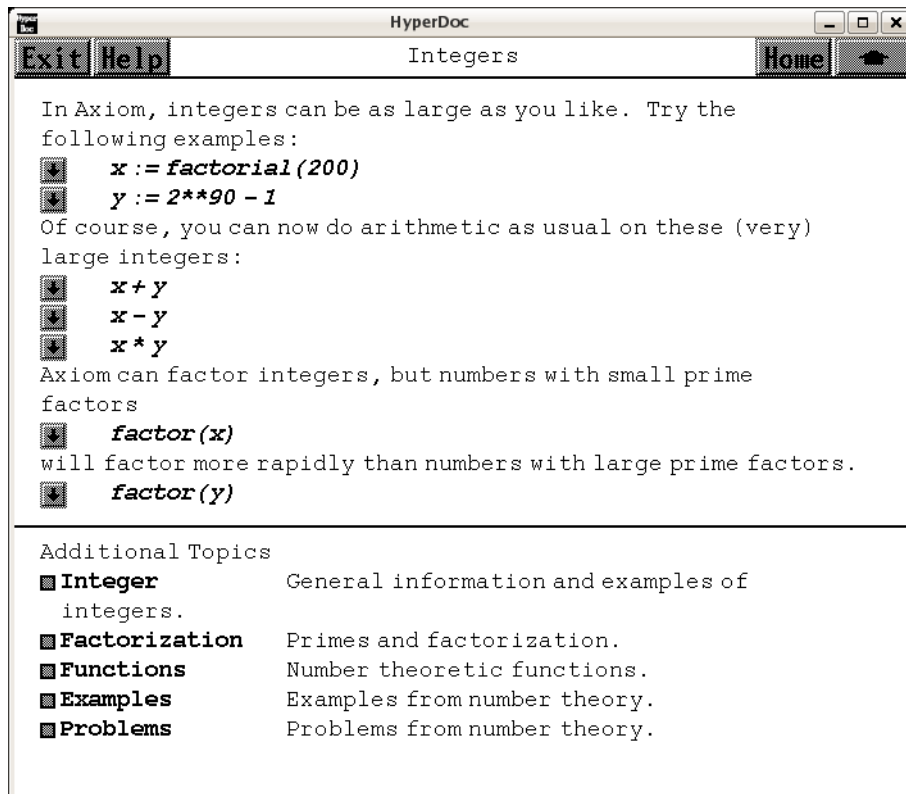 Hyper Doc HyperDoc
Exit Help Integers Home
In Axiom, integers can be as large as you like. Try the
following examples:
x := factorial(200)
y := 2**90 - 1
Of course, you can now do arithmetic as usual on these (very)
large integers:
x + y
x - y
x * y
Axiom can factor integers, but numbers with small prime
factors
factor(x)
will factor more rapidly than numbers with large prime factors.
factor(y)
Additional Topics
Integer General information and examples of
integers.
Factorization Primes and factorization.
Functions Number theoretic functions.
Examples Examples from number theory.
Problems Problems from number theory.